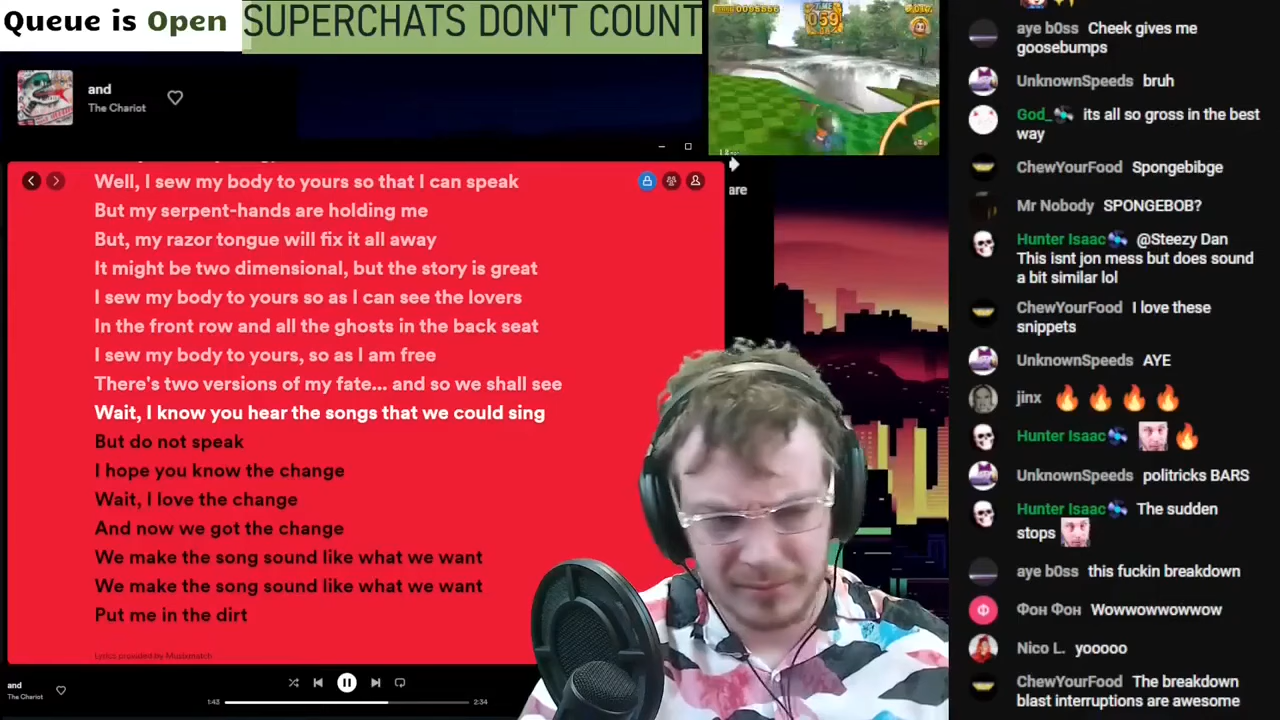 Queue is Open
SUPERCHATS DON'T COUNT
and
The Chariot
Well, I sew my body to yours so that I can speak
But my serpent-hands are holding me
But, my razor tongue will fix it all away
It might be two dimensional, but the story is great
I sew my body to yours so as I can see the lovers
In the front row and all the ghosts in the back seat
I sew my body to yours, so as I am free
There's two versions of my fate... and so we shall see
Wait, I know you hear the songs that we could sing
But do not speak
I hope you know the change
Wait, I love the change
And now we got the change
We make the song sound like what we want
We make the song sound like what we want
Put me in the dirt
Lyrics provided by Musixmatch
and
The Chariot
1:43
2:34
TIME
059
are
aye b0ss Cheek gives me
goosebumps
UnknownSpeeds bruh
God_ its all so gross in the best
way
ChewYourFood Spongebibge
Mr Nobody SPONGEBOB?
Hunter Isaac @Steezy Dan
This isnt jon mess but does sound
a bit similar lol
ChewYourFood I love these
snippets
UnknownSpeeds AYE
jinx
Hunter Isaac
UnknownSpeeds politricks BARS
Hunter Isaac The sudden
stops
aye b0ss this fuckin breakdown
Фон Фон Wowwowwowwow
Nico L. yooooo
ChewYourFood The breakdown
blast interruptions are awesome